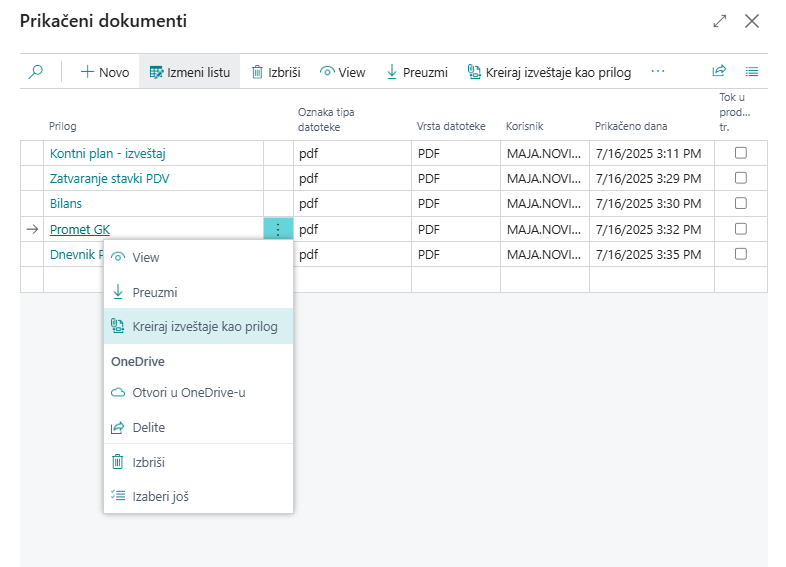 Prikačeni dokumenti
Novo Izmeni listu Izbriši View Preuzmi Kreiraj izveštaje kao prilog ...
Prilog Oznaka tipa datoteke Vrsta datoteke Korisnik Prikačeno dana Tok u prod... tr.
Kontni plan - izveštaj pdf PDF MAJA.NOVI... 7/16/2025 3:11 PM
Zatvaranje stavki PDV pdf PDF MAJA.NOVI... 7/16/2025 3:29 PM
Bilans pdf PDF MAJA.NOVI... 7/16/2025 3:30 PM
Promet GK pdf PDF MAJA.NOVI... 7/16/2025 3:32 PM
Dnevnik pdf PDF MAJA.NOVI... 7/16/2025 3:35 PM
View
Preuzmi
Kreiraj izveštaje kao prilog
OneDrive
Otvori u OneDrive-u
Delite
Izbriši
Izaberi još